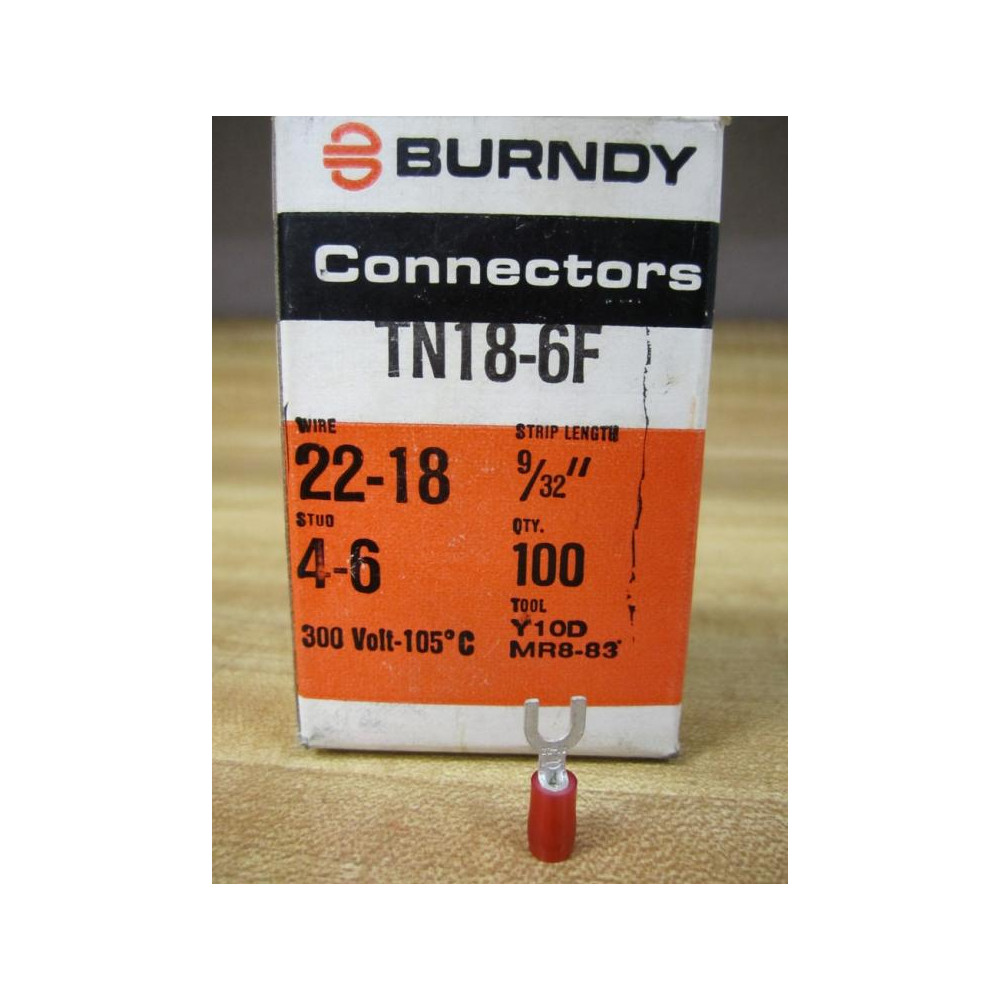 BURNDY
Connectors
TN18-6F
WIRE
22-18
STRIP LENGTH
9/32"
STUD
4-6
QTY.
100
300 Volt-105°C
TOOL
Y10D
MR8-83